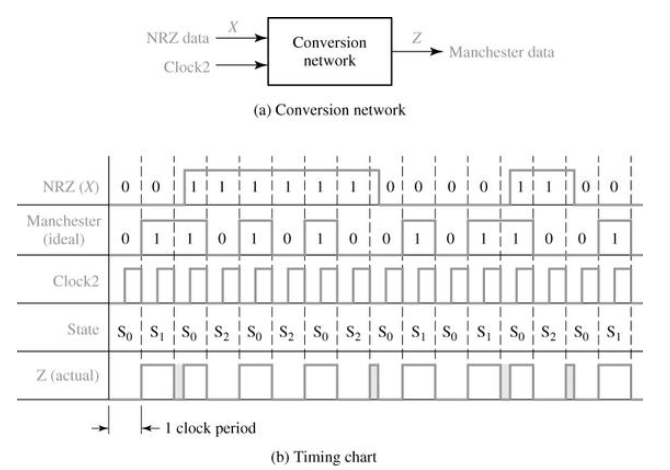 X
NRZ data
Clock2
Conversion
network
Z
Manchester data
(a) Conversion network
NRZ (X) 0 0 1 1 1 1 1 1 0 0 0 0 1 1 0 0
Manchester
(ideal) 0 1 1 0 1 0 1 0 0 1 0 1 1 0 0 1
Clock2
State S0 S1 S0 S2 S0 S2 S0 S2 S0 S1 S0 S1 S0 S2 S0 S1
Z (actual)
1 clock period
(b) Timing chart